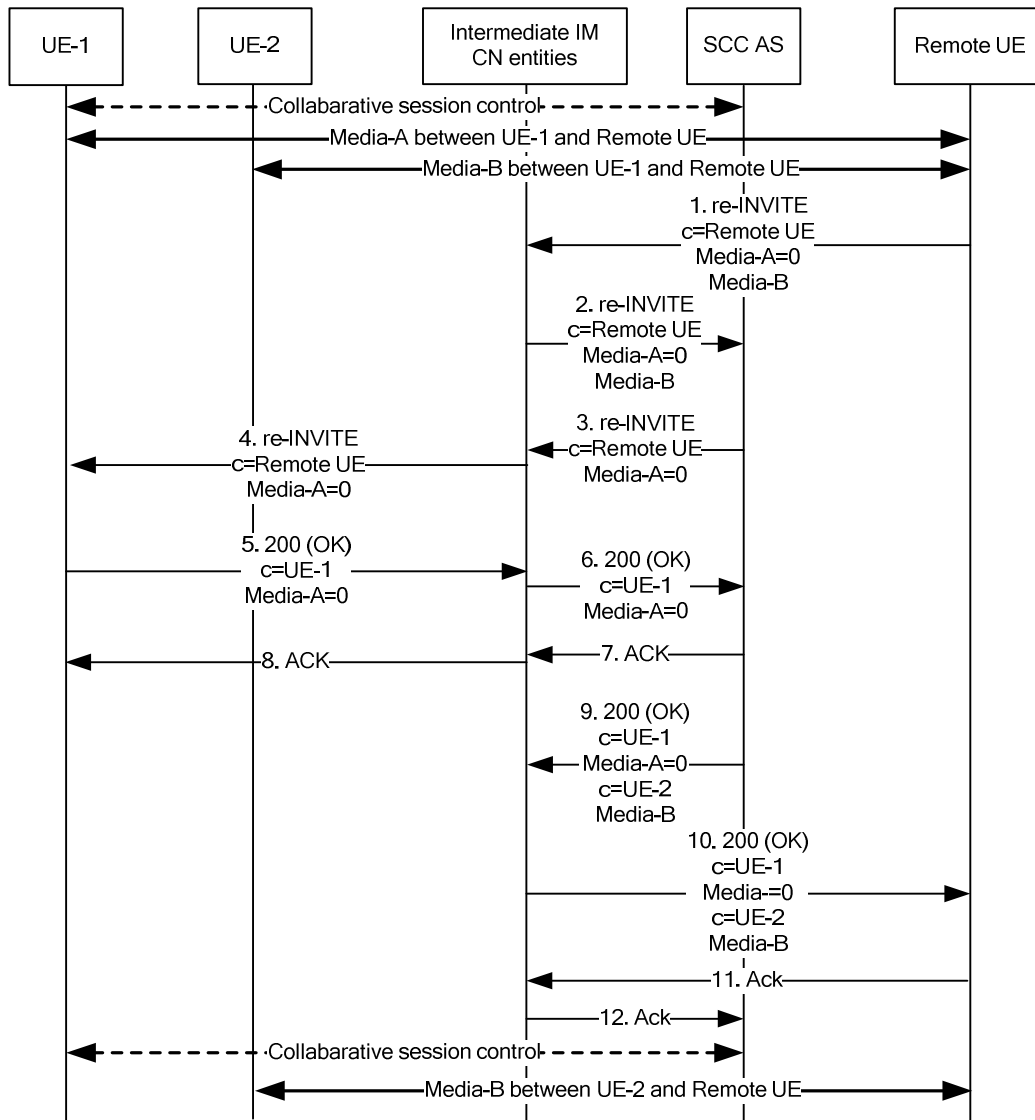 UE-1
UE-2
Intermediate IM
CN entities
SCC AS
Remote UE
Collabarative session control
Media-A between UE-1 and Remote UE
Media-B between UE-1 and Remote UE
1. re-INVITE
c=Remote UE
Media-A=0
Media-B
2. re-INVITE
c=Remote UE
Media-A=0
Media-B
3. re-INVITE
c=Remote UE
Media-A=0
4. re-INVITE
c=Remote UE
Media-A=0
5. 200 (OK)
c=UE-1
Media-A=0
6. 200 (OK)
c=UE-1
Media-A=0
7. ACK
8. ACK
9. 200 (OK)
c=UE-1
Media-A=0
c=UE-2
Media-B
10. 200 (OK)
c=UE-1
Media-=0
c=UE-2
Media-B
11. Ack
12. Ack
Collabarative session control
Media-B between UE-2 and Remote UE